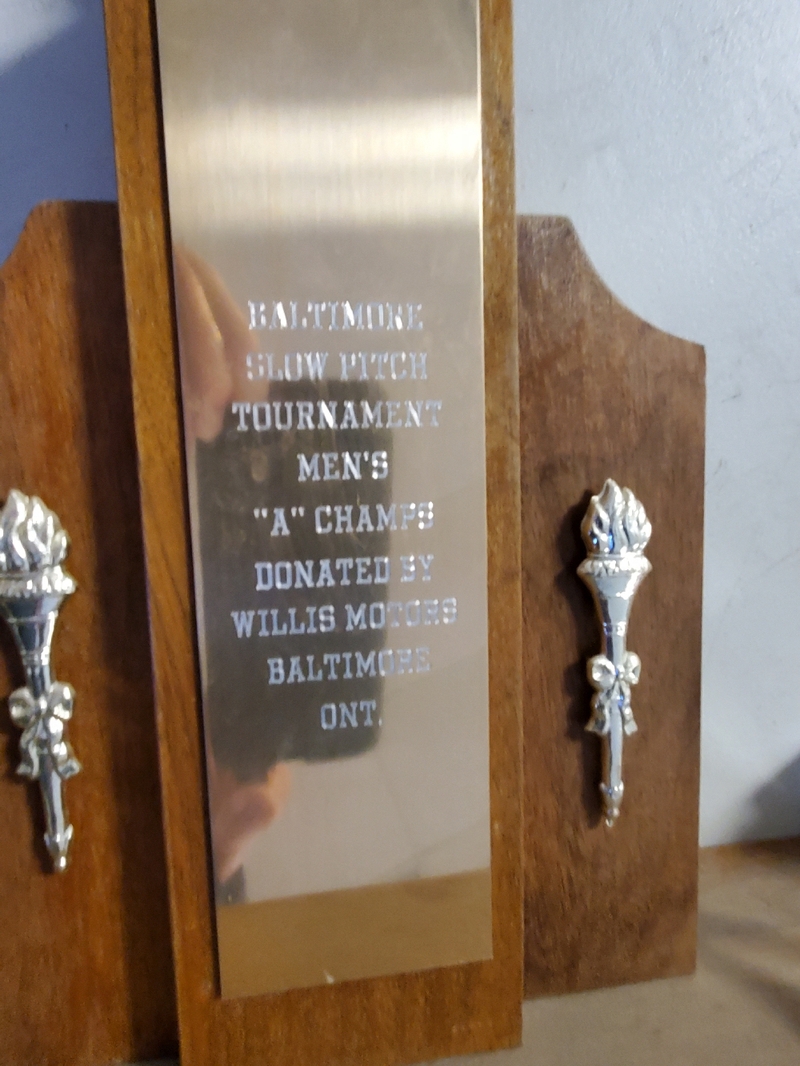 BALTIMORE
SLOW PITCH
TOURNAMENT
MEN'S
"A" CHAMPS
DONATED BY
WILLIS MOTORS
BALTIMORE
ONT.